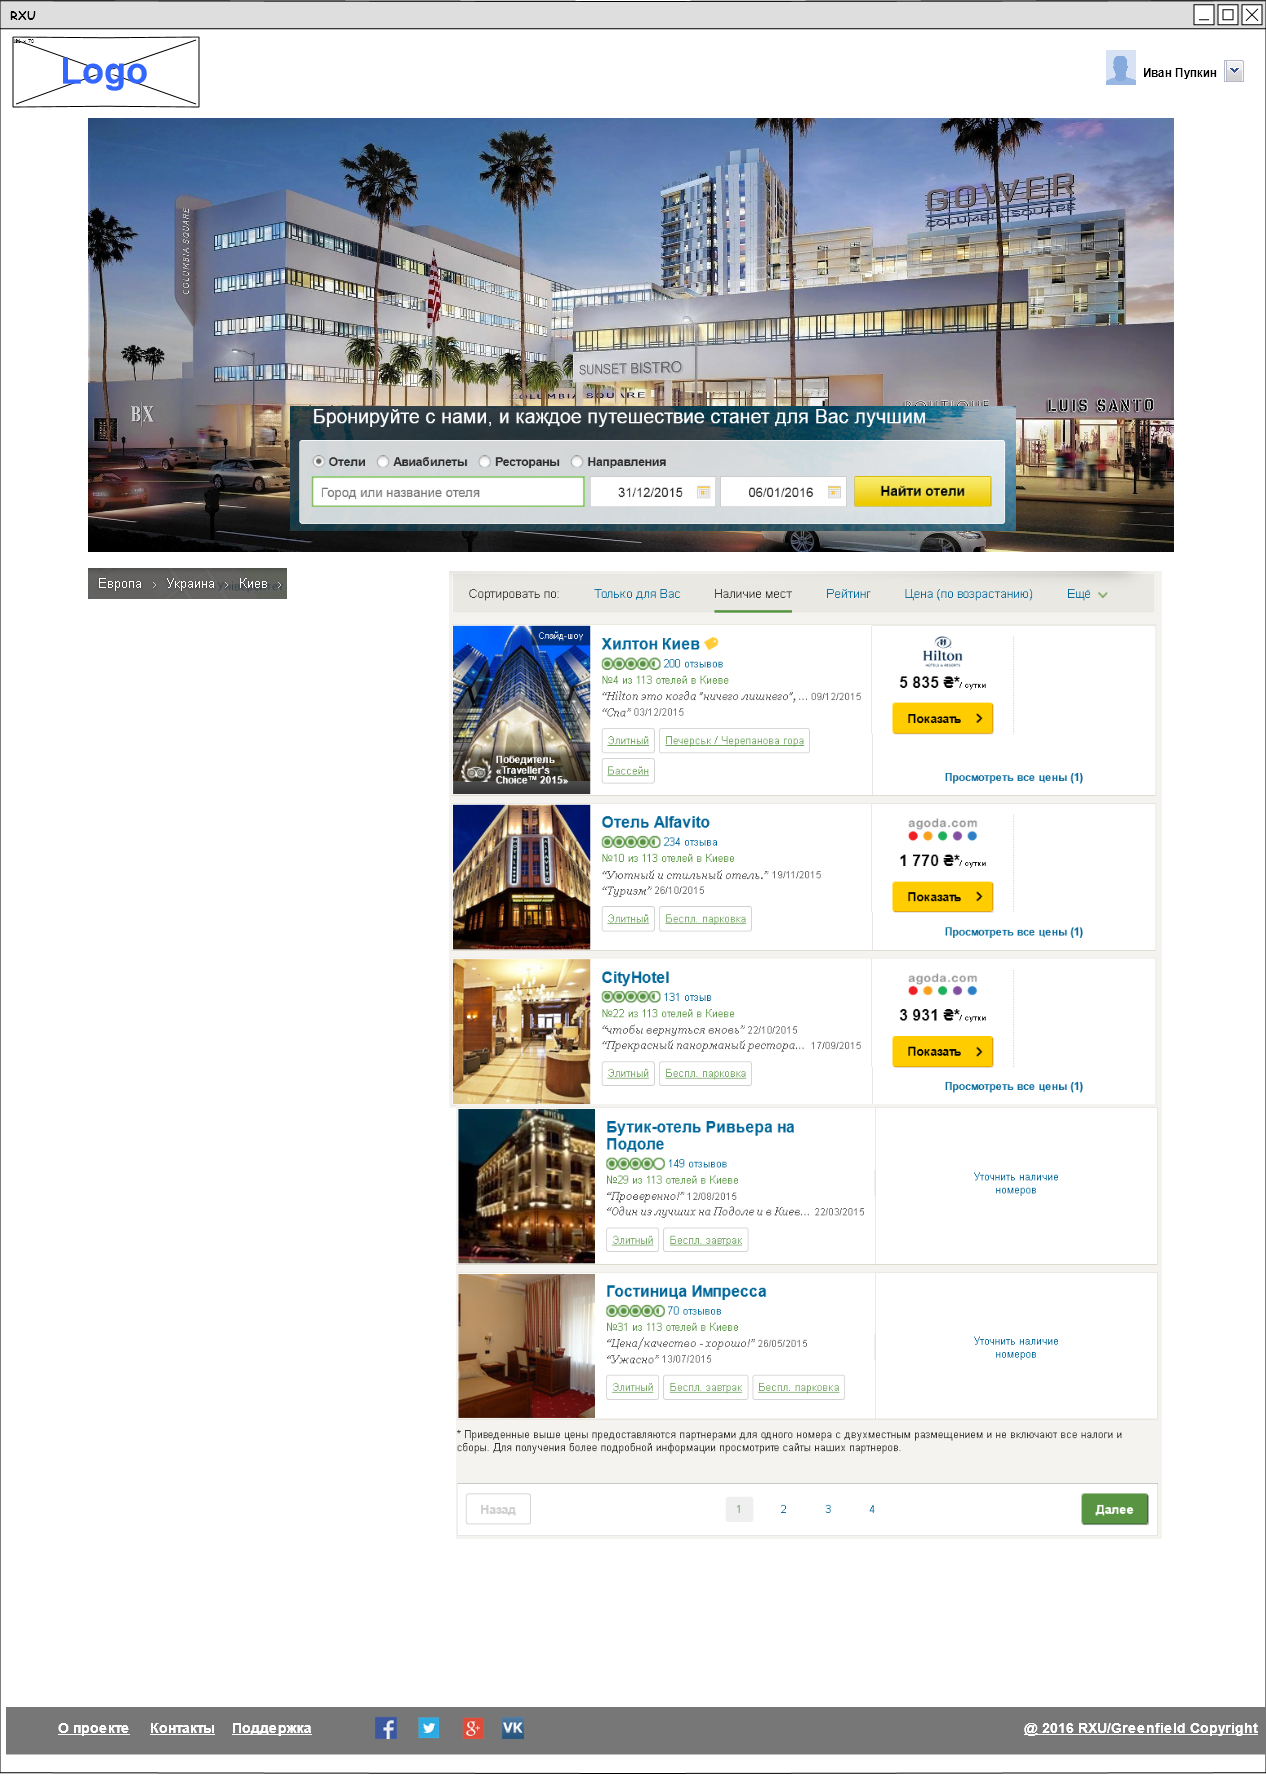 RXU
Logo
Иван Пупкин
COLUMBIA SQUARE
GOWER
COLUMBIA SQUARE
SUNSET BISTRO
COLUMBIA SQUARE
BOUTIQUE
B|X
LUIS SANTO
Бронируйте с нами, и каждое путешествие станет для Вас лучшим
Отели Авиабилеты Рестораны Направления
Город или название отеля 31/12/2015 06/01/2016 Найти отели
Европа › Украина › Киев ›
Сортировать по: Только для Вас Наличие мест Рейтинг Цена (по возрастанию) Ещё
Слайд-шоу
Победитель
«Traveller's
Choice™ 2015»
Хилтон Киев
200 отзывов
№4 из 113 отелей в Киеве
“Hilton это когда "ничего лишнего", ... 09/12/2015
“Спа” 03/12/2015
Элитный Печерськ / Черепанова гора
Бассейн
Hilton
HOTELS & RESORTS
5 835 ₴*/ сутки
Показать
Просмотреть все цены (1)
Отель Alfavito
234 отзыва
№10 из 113 отелей в Киеве
“Уютный и стильный отель.” 19/11/2015
“Туризм” 26/10/2015
Элитный Беспл. парковка
agoda.com
1 770 ₴*/ сутки
Показать
Просмотреть все цены (1)
CityHotel
131 отзыв
№22 из 113 отелей в Киеве
“чтобы вернуться вновь” 22/10/2015
“Прекрасный панорманый рестора... 17/09/2015
Элитный Беспл. парковка
agoda.com
3 931 ₴*/ сутки
Показать
Просмотреть все цены (1)
Бутик-отель Ривьера на
Подоле
149 отзывов
№29 из 113 отелей в Киеве
“Проверенно!” 12/08/2015
“Один из лучших на Подоле и в Киев... 22/03/2015
Элитный Беспл. завтрак
Уточнить наличие
номеров
Гостиница Импресса
70 отзывов
№31 из 113 отелей в Киеве
“Цена/качество - хорошо!” 26/05/2015
“Ужасно” 13/07/2015
Элитный Беспл. завтрак Беспл. парковка
Уточнить наличие
номеров
* Приведенные выше цены предоставляются партнерами для одного номера с двухместным размещением и не включают все налоги и
сборы. Для получения более подробной информации просмотрите сайты наших партнеров.
Назад 1 2 3 4 Далее
О проекте Контакты Поддержка
@ 2016 RXU/Greenfield Copyright